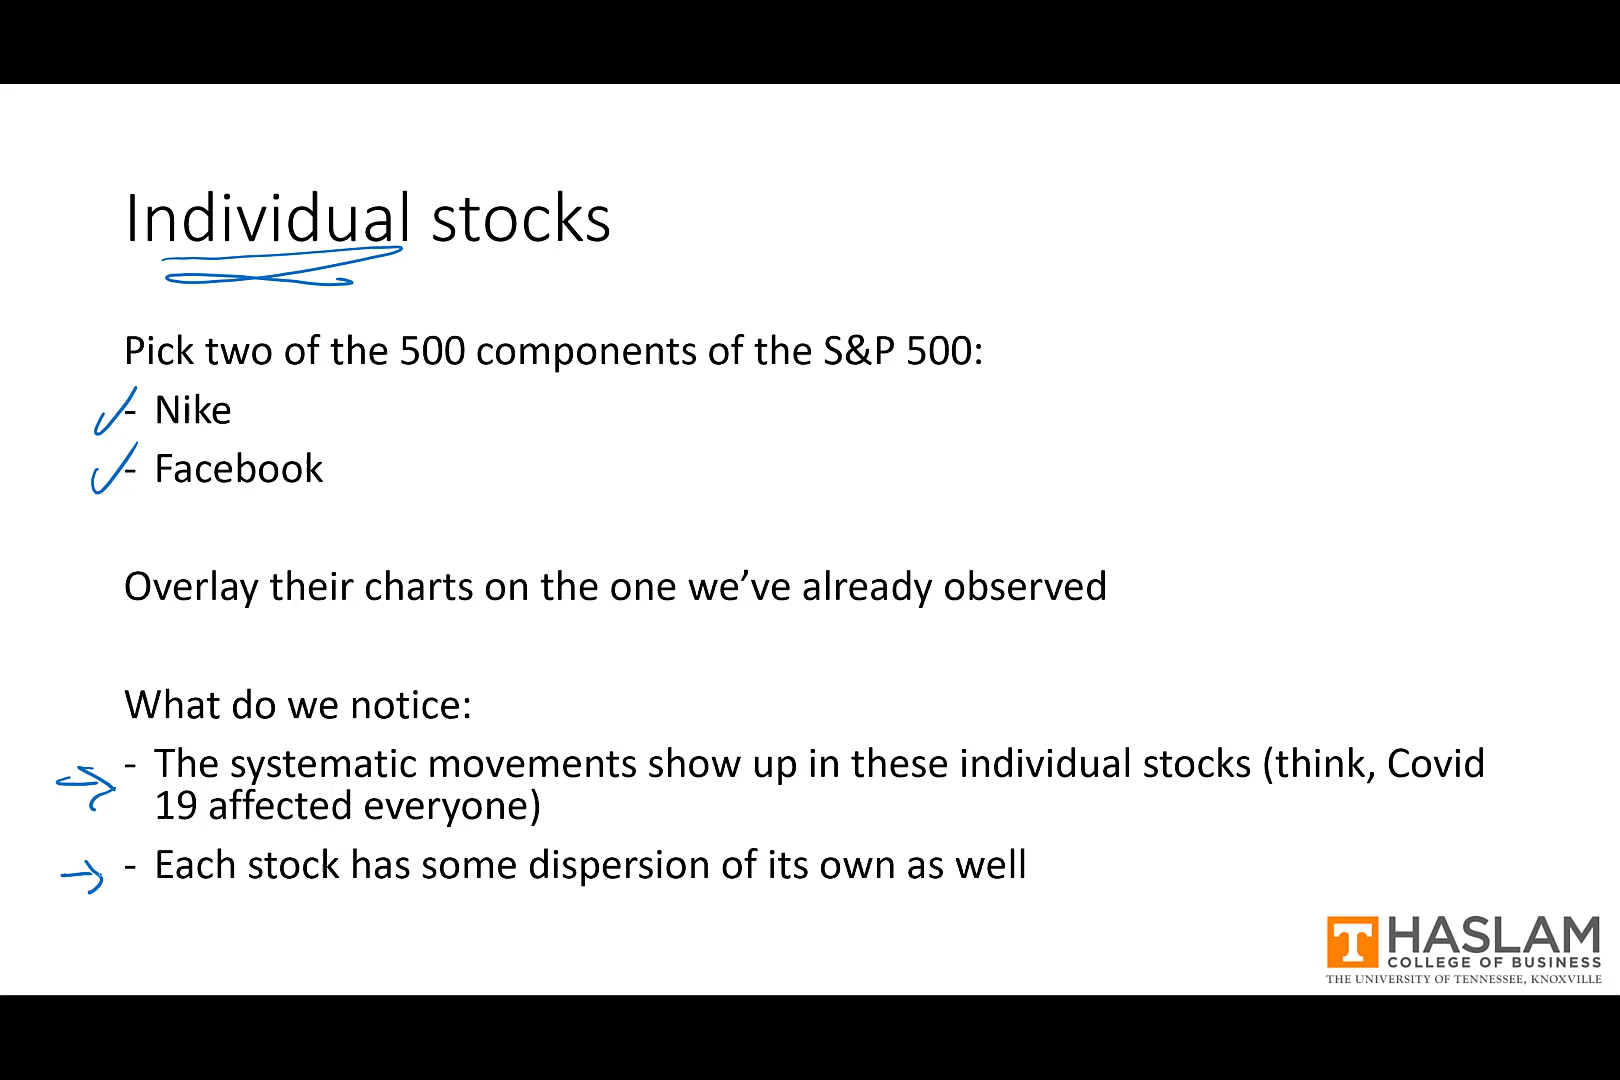 Individual stocks
Pick two of the 500 components of the S&P 500:
- Nike
- Facebook
Overlay their charts on the one we’ve already observed
What do we notice:
- The systematic movements show up in these individual stocks (think, Covid
19 affected everyone)
- Each stock has some dispersion of its own as well
T HASLAM
COLLEGE OF BUSINESS
THE UNIVERSITY OF TENNESSEE, KNOXVILLE